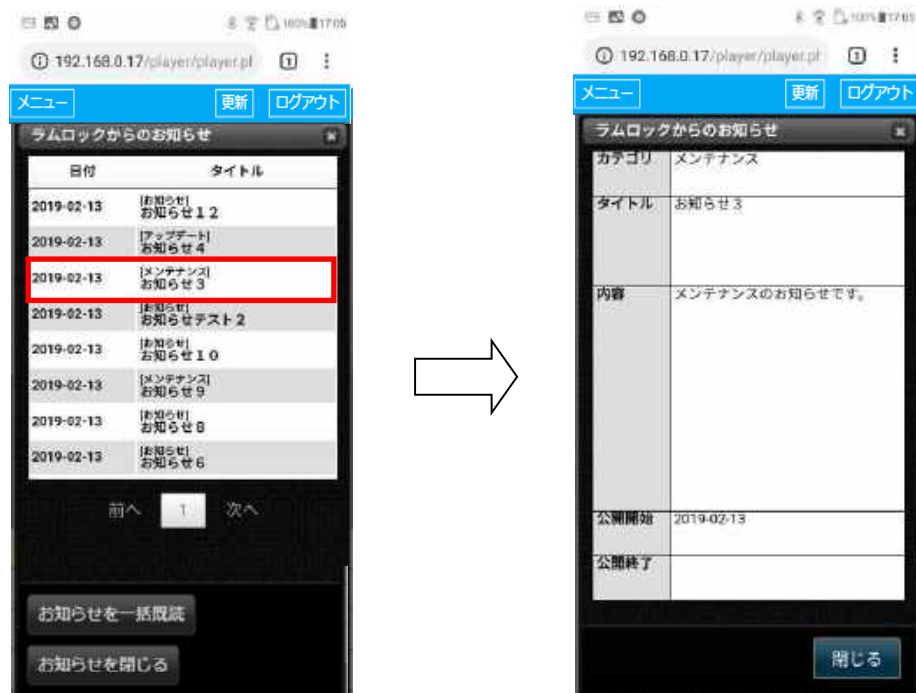 100% 17:05
192.168.0.17/player/player.pl
1
メニュー 更新 ログアウト
ラムロックからのお知らせ
日付 タイトル
2019-02-13 [お知らせ]
お知らせ12
2019-02-13 [アップデート]
お知らせ4
2019-02-13 [メンテナンス]
お知らせ3
2019-02-13 [お知らせ]
お知らせテスト2
2019-02-13 [お知らせ]
お知らせ10
2019-02-13 [メンテナンス]
お知らせ9
2019-02-13 [お知らせ]
お知らせ8
2019-02-13 [お知らせ]
お知らせ6
前へ 1 次へ
お知らせを一括既読
お知らせを閉じる
100% 17:05
192.168.0.17/player/player.pl
1
メニュー 更新 ログアウト
ラムロックからのお知らせ
カテゴリ メンテナンス
タイトル お知らせ3
内容 メンテナンスのお知らせです。
公開開始 2019-02-13
公開終了
閉じる